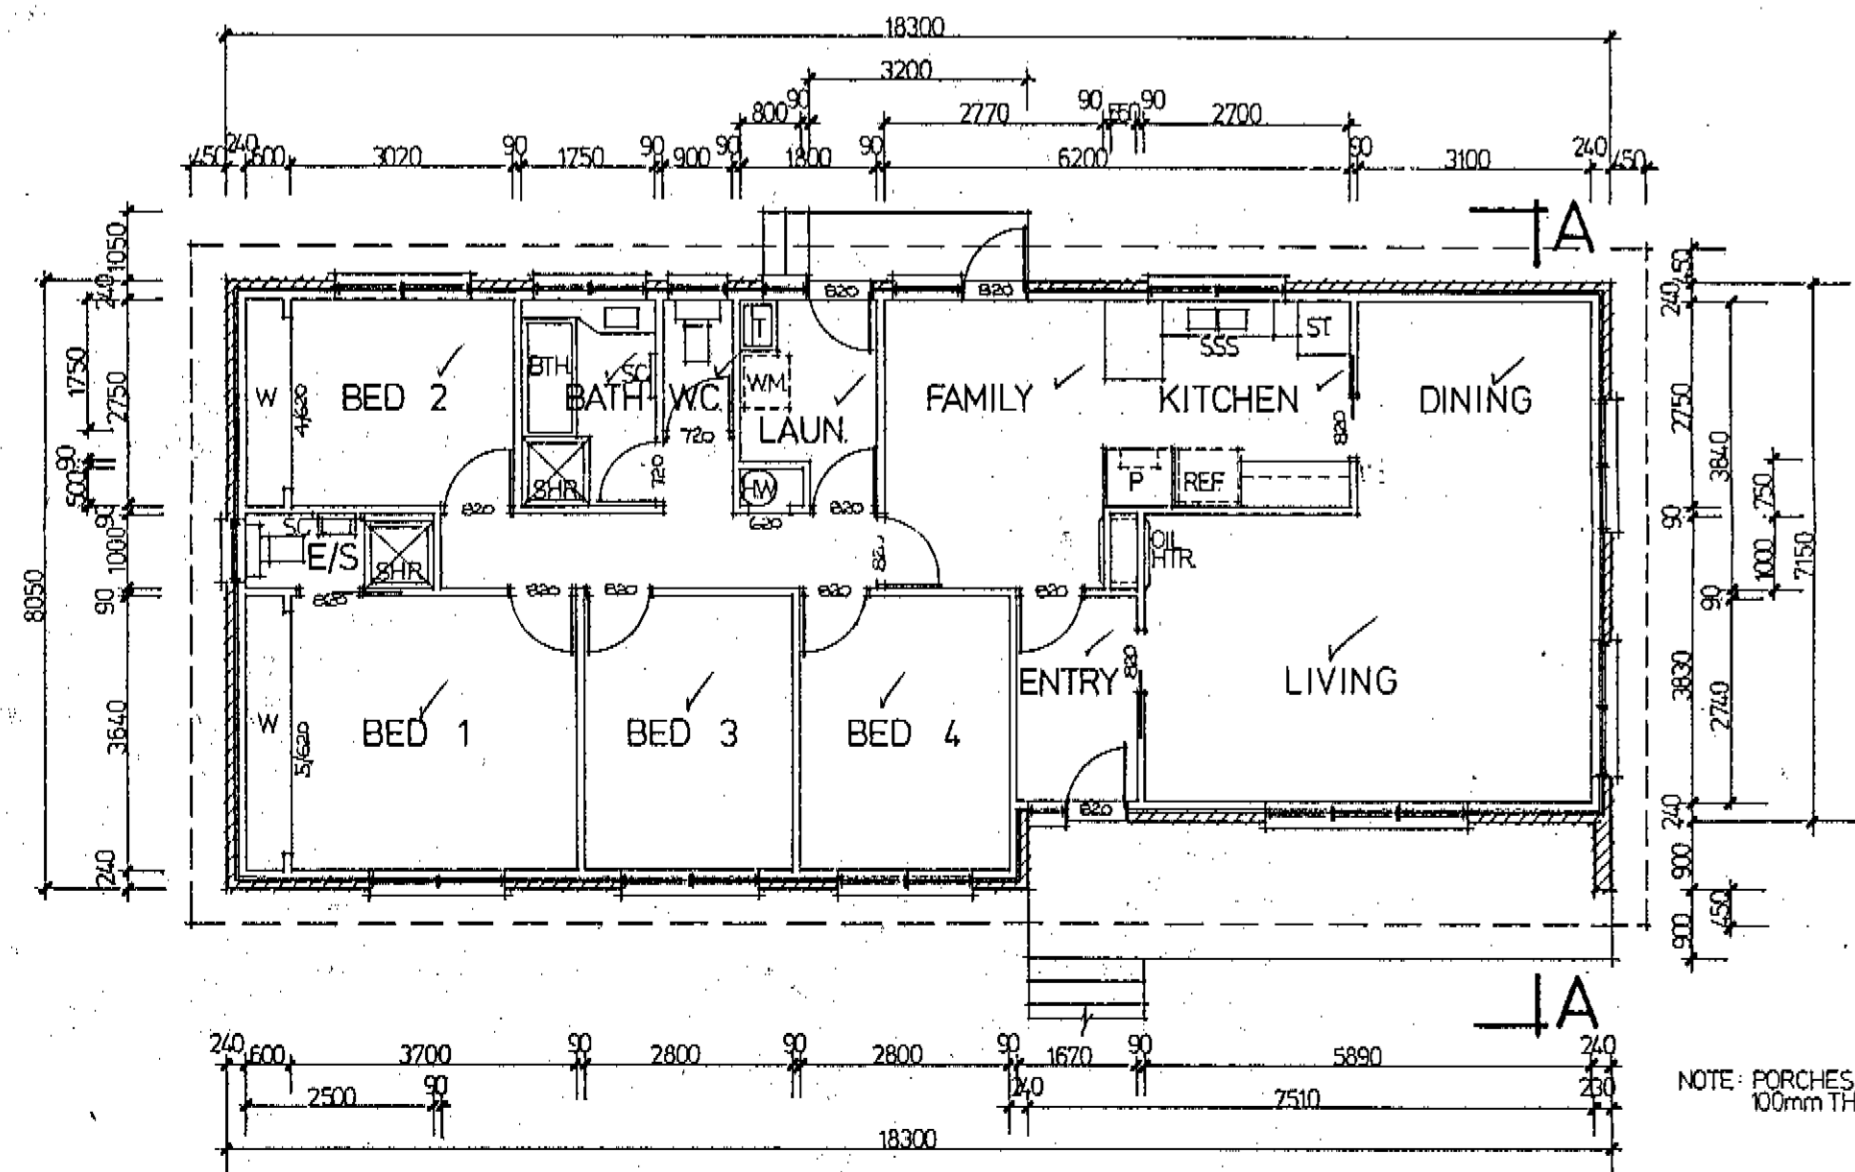 18300
3200
800 90 2770 90 550 90 2700
450 240 600 3020 90 1750 90 900 90 1800 90 6200 90 3100 240 450
A
1050
240
1750
2750
90
500
90
1000
90
8050
3640
240
450
240
2750
3840
750
90
1000
7150
90
3830
2740
240
900
450
900
820 820
W 4/620 BED 2 BTH BATH SC W.C. T WM LAUN. FAMILY SSS KITCHEN ST DINING
720 720 820
SHR HW P REF.
820 620 820
SC E/S SHR 820 OIL HTR.
820 820 820 820 820
W 5/620 BED 1 BED 3 BED 4 ENTRY 820 LIVING
820
A
240 600 3700 90 2800 90 2800 90 1670 90 5890 240
2500 90 240 7510 230
18300
NOTE: PORCHES
100mm TH